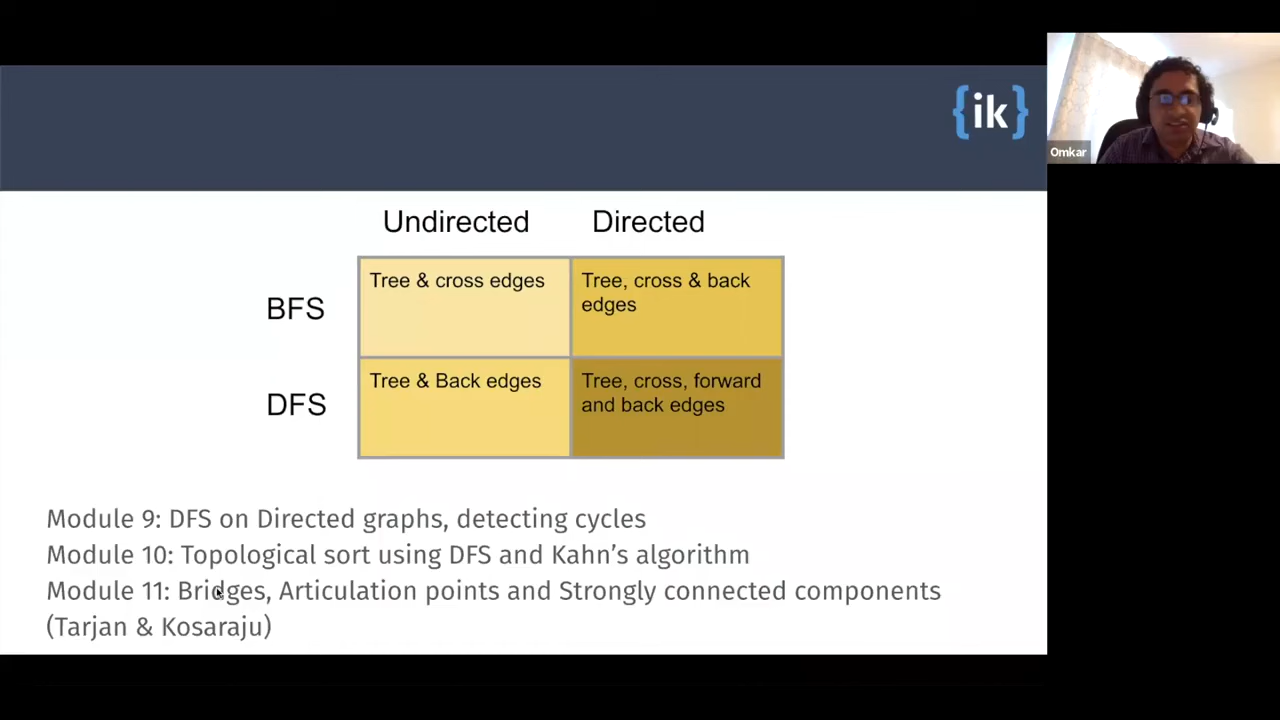 {ik}
Omkar
Undirected Directed
BFS
Tree & cross edges
Tree, cross & back
edges
DFS
Tree & Back edges
Tree, cross, forward
and back edges
Module 9: DFS on Directed graphs, detecting cycles
Module 10: Topological sort using DFS and Kahn’s algorithm
Module 11: Bridges, Articulation points and Strongly connected components
(Tarjan & Kosaraju)